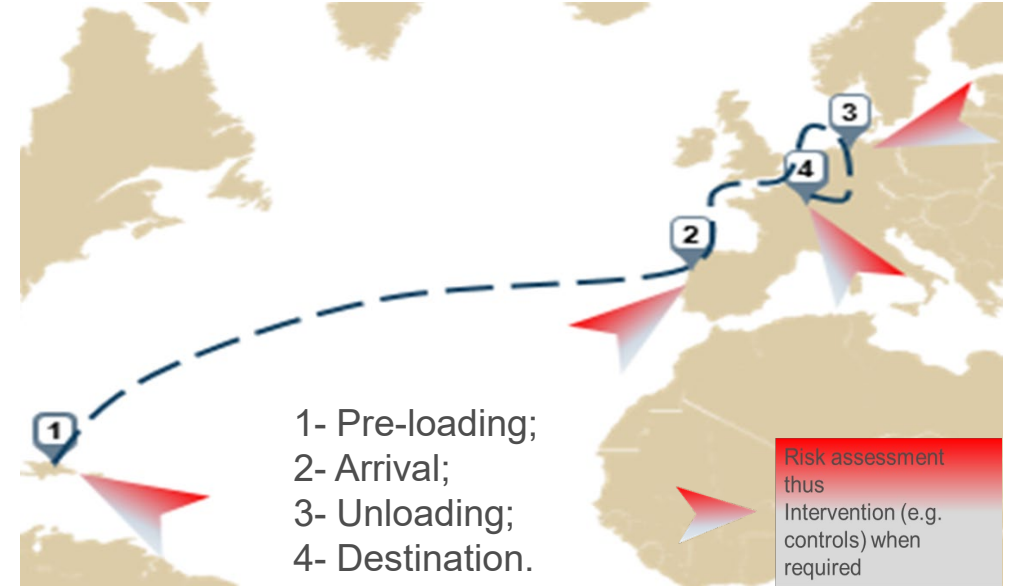 3
4
2
1
1- Pre-loading;
2- Arrival;
3- Unloading;
4- Destination.
Risk assessment
thus
Intervention (e.g.
controls) when
required